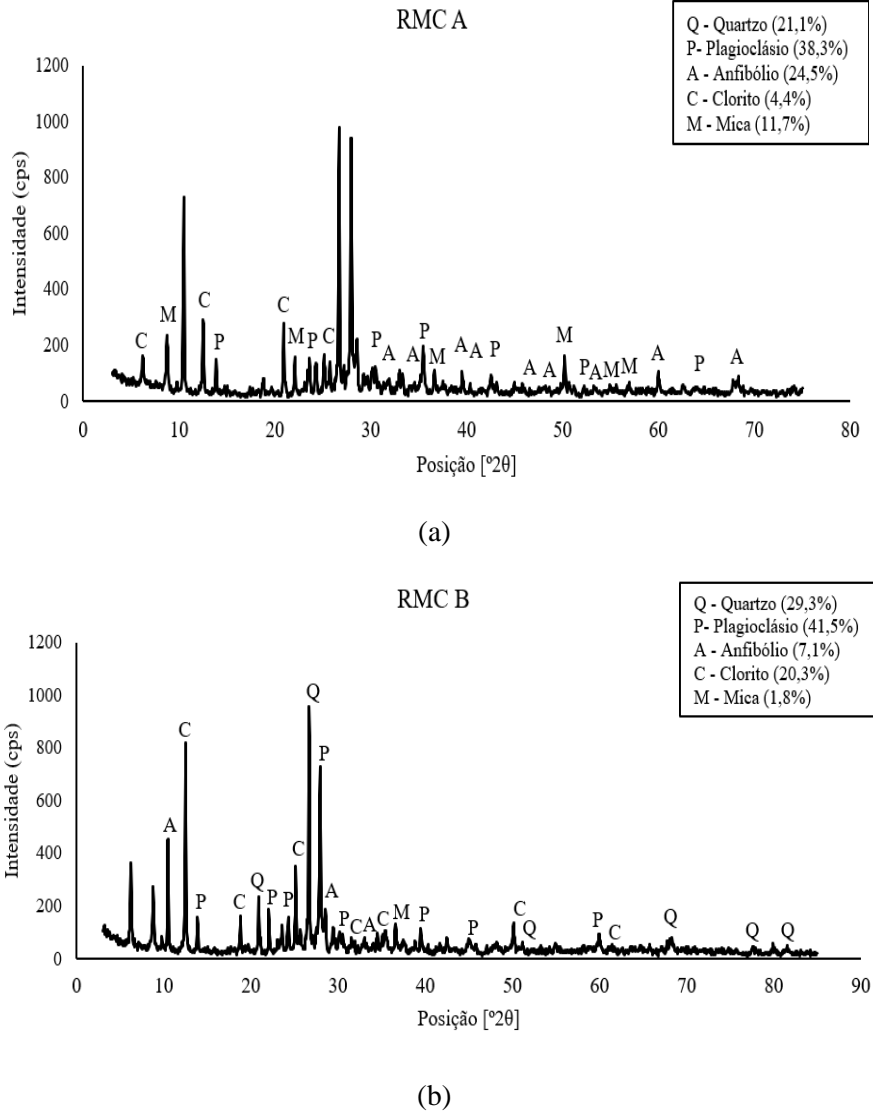 RMC A
Q - Quartzo (21,1%)
P- Plagioclásio (38,3%)
A - Anfibólio (24,5%)
C - Clorito (4,4%)
M - Mica (11,7%)
Intensidade (cps)
1200
1000
800
600
400
200
0
C M C P C M P C P A A P M A A P A A M P A M M A P A
0 10 20 30 40 50 60 70 80
Posição [º2θ]
(a)
RMC B
Q - Quartzo (29,3%)
P- Plagioclásio (41,5%)
A - Anfibólio (7,1%)
C - Clorito (20,3%)
M - Mica (1,8%)
Intensidade (cps)
1200
1000
800
600
400
200
0
A C P C Q P P C Q P A P C A C M P P C Q P C Q Q Q
0 10 20 30 40 50 60 70 80 90
Posição [º2θ]
(b)